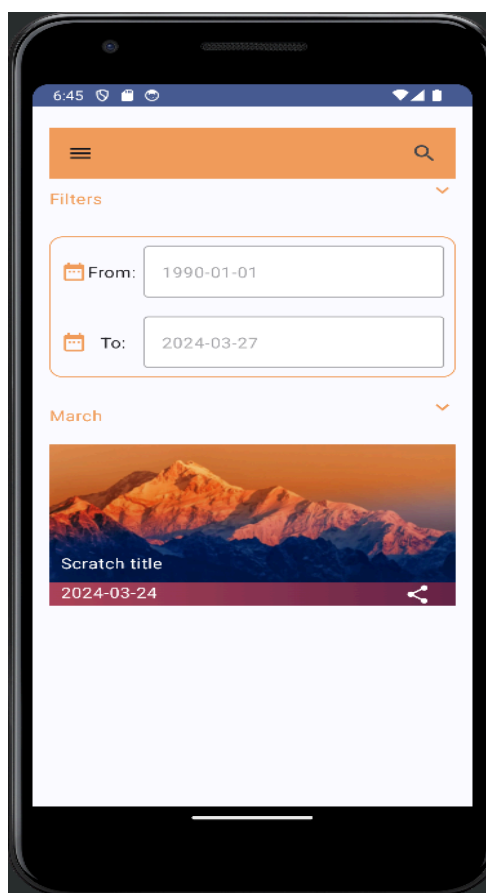 6:45
Filters
From: 1990-01-01
To: 2024-03-27
March
Scratch title
2024-03-24